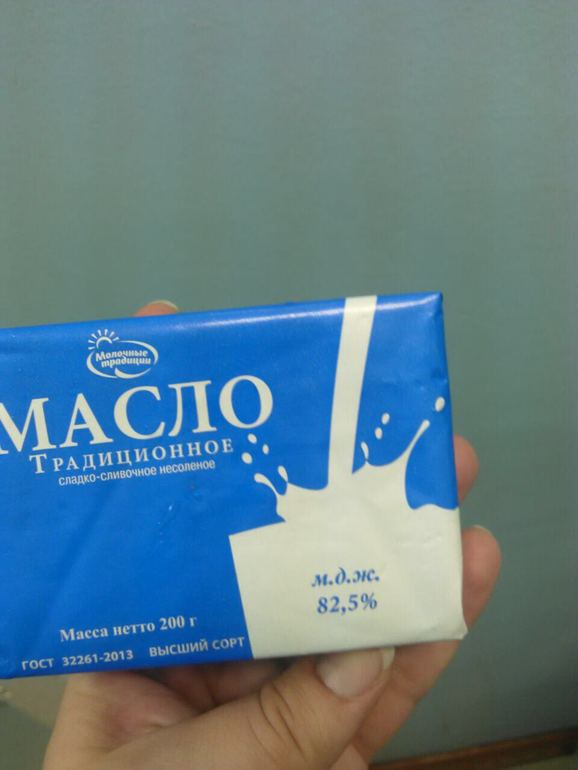 Молочные
традиции
МАСЛО
ТРАДИЦИОННОЕ
сладко-сливочное несоленое
м.д.ж.
82,5%
Масса нетто 200 г
ГОСТ 32261-2013 ВЫСШИЙ СОРТ